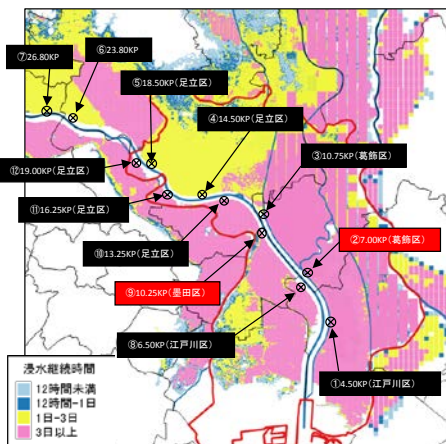 ⑦26.80KP
⑥23.80KP
⑤18.50KP(足立区)
④14.50KP(足立区)
③10.75KP(葛飾区)
⑫19.00KP(足立区)
⑪16.25KP(足立区)
⑩13.25KP(足立区)
②7.00KP(葛飾区)
⑨10.25KP(墨田区)
⑧6.50KP(江戸川区)
①4.50KP(江戸川区)
浸水継続時間
12時間未満
12時間-1日
1日-3日
3日以上